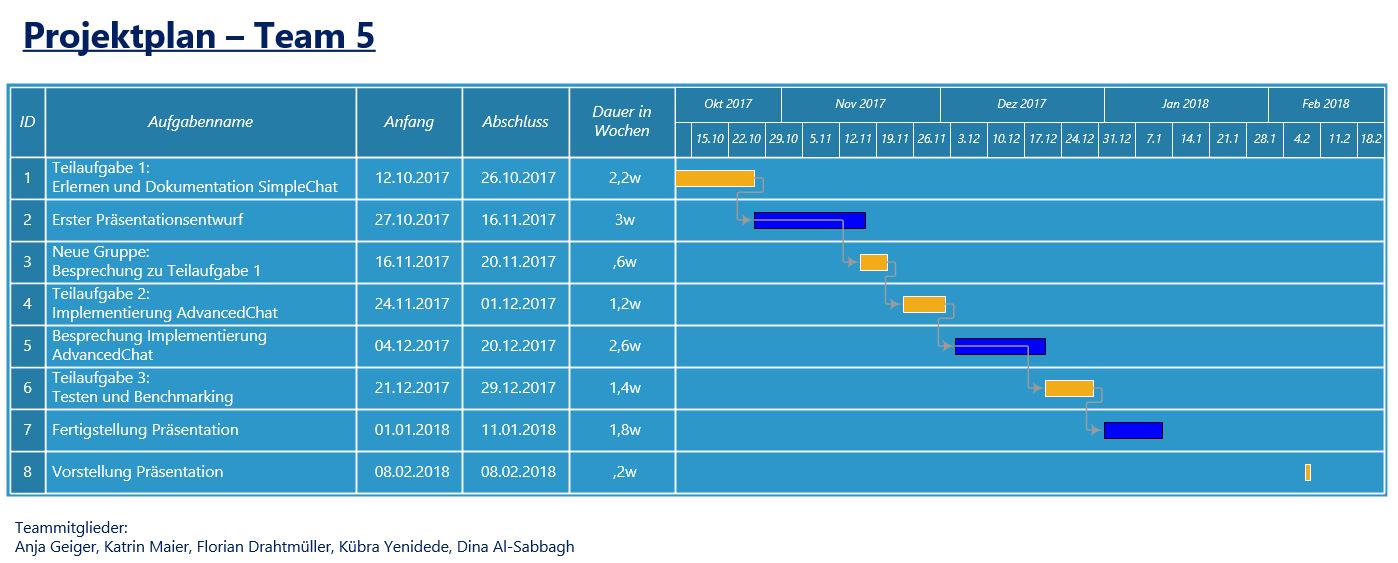 Projektplan – Team 5
ID Aufgabenname Anfang Abschluss Dauer in Wochen Okt 2017 Nov 2017 Dez 2017 Jan 2018 Feb 2018
15.10 22.10 29.10 5.11 12.11 19.11 26.11 3.12 10.12 17.12 24.12 31.12 7.1 14.1 21.1 28.1 4.2 11.2 18.2
1 Teilaufgabe 1:
Erlernen und Dokumentation SimpleChat 12.10.2017 26.10.2017 2,2w
2 Erster Präsentationsentwurf 27.10.2017 16.11.2017 3w
3 Neue Gruppe:
Besprechung zu Teilaufgabe 1 16.11.2017 20.11.2017 ,6w
4 Teilaufgabe 2:
Implementierung AdvancedChat 24.11.2017 01.12.2017 1,2w
5 Besprechung Implementierung
AdvancedChat 04.12.2017 20.12.2017 2,6w
6 Teilaufgabe 3:
Testen und Benchmarking 21.12.2017 29.12.2017 1,4w
7 Fertigstellung Präsentation 01.01.2018 11.01.2018 1,8w
8 Vorstellung Präsentation 08.02.2018 08.02.2018 ,2w
Teammitglieder:
Anja Geiger, Katrin Maier, Florian Drahtmüller, Kübra Yenidede, Dina Al-Sabbagh